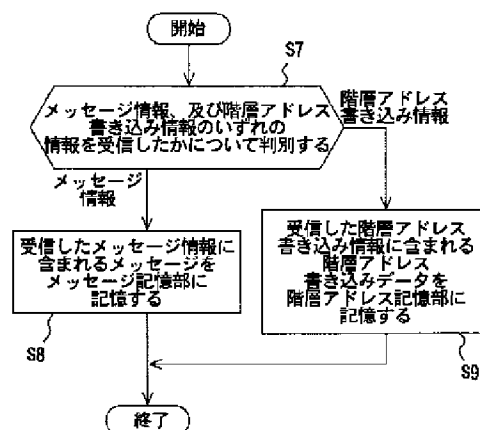 開始
S7
メッセージ情報、及び階層アドレス
書き込み情報のいずれの
情報を受信したかについて判別する
階層アドレス
書き込み情報
メッセージ
情報
受信したメッセージ情報に
含まれるメッセージを
メッセージ記憶部に
記憶する
S8
受信した階層アドレス
書き込み情報に含まれる
階層アドレス
書き込みデータを
階層アドレス記憶部に
記憶する
S9
終了